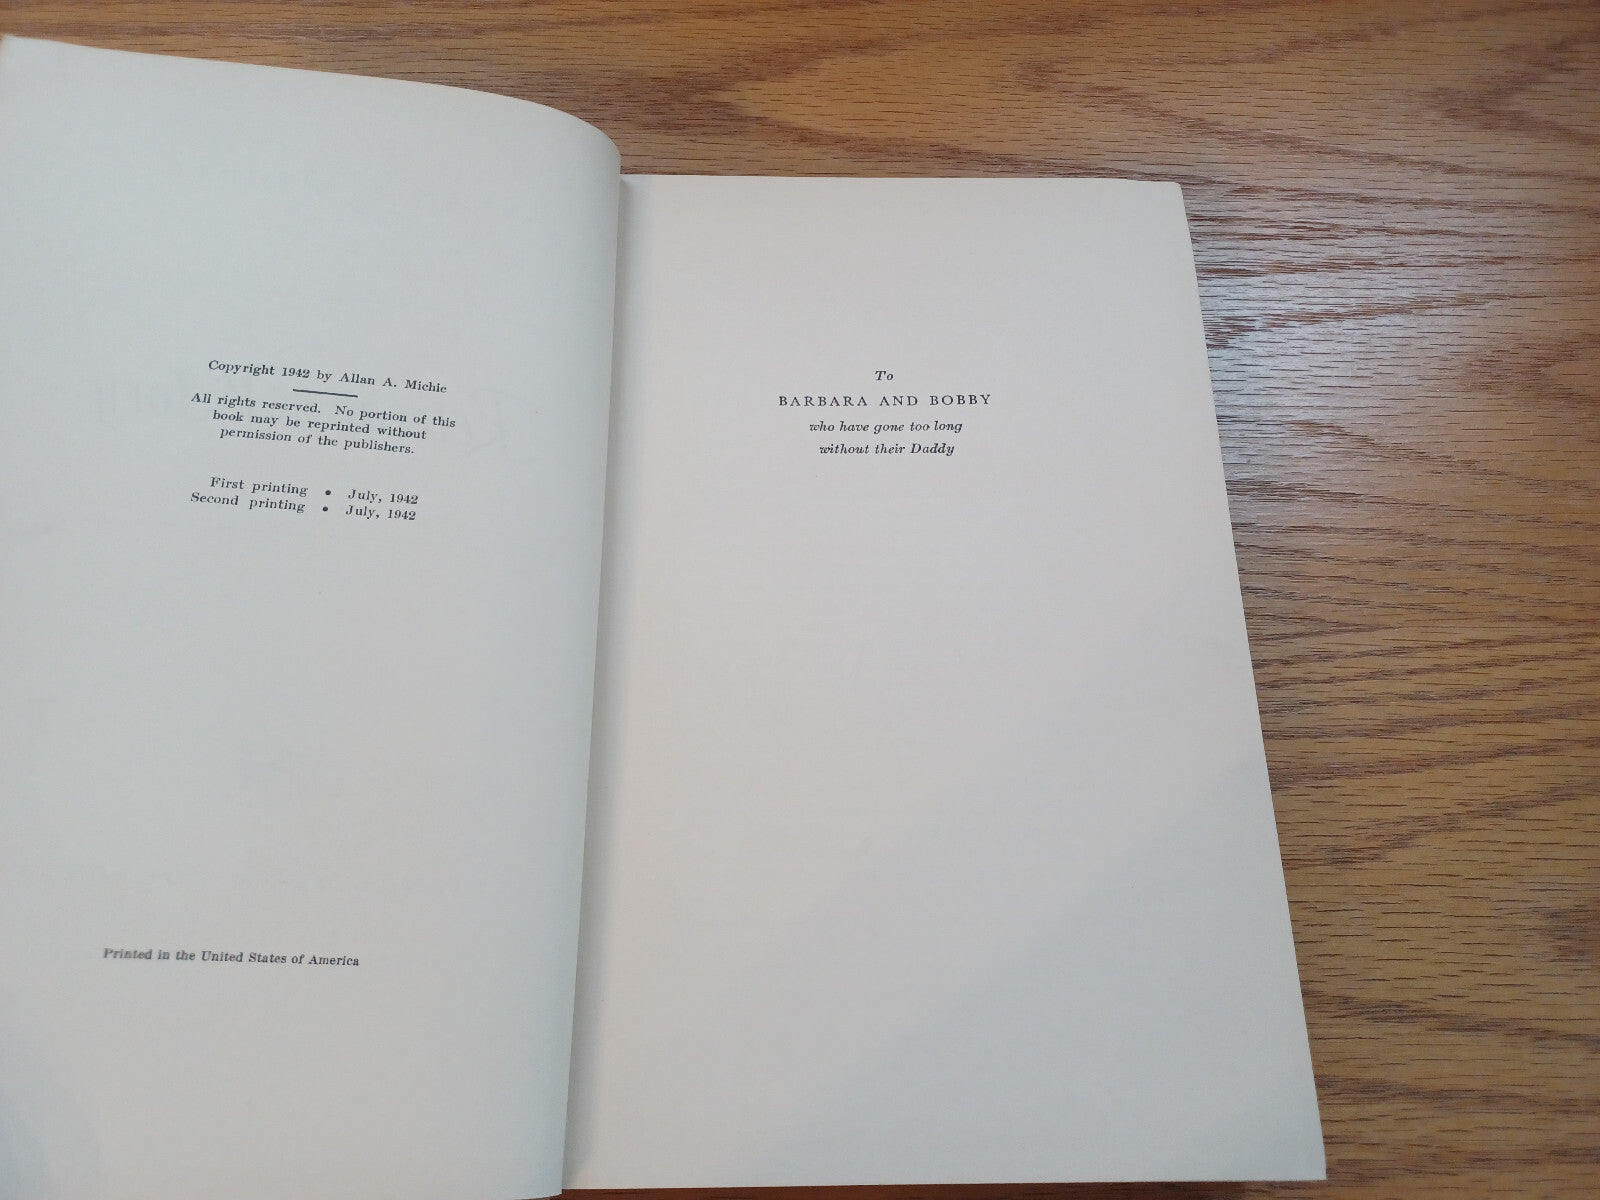 Copyright 1942 by Allan A. Michie
All rights reserved. No portion of this
book may be reprinted without
permission of the publishers.
First printing • July, 1942
Second printing • July, 1942
Printed in the United States of America
To
BARBARA AND BOBBY
who have gone too long
without their Daddy